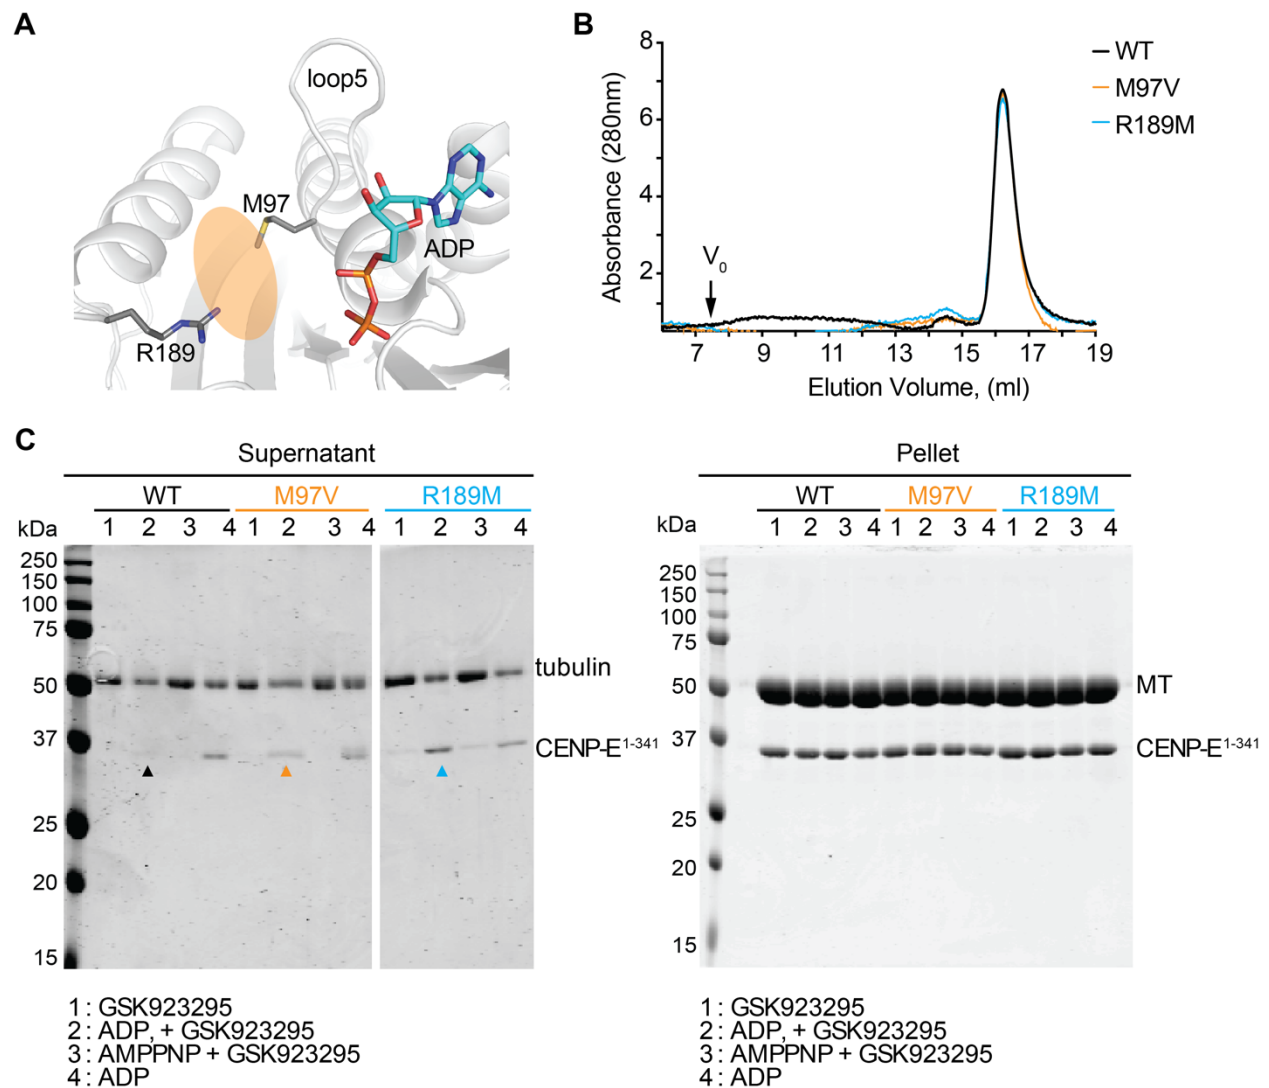 A
loop5
M97
ADP
R189
B
Absorbance (280nm)
8
6
4
2
V0
7 9 11 13 15 17 19
Elution Volume, (ml)
WT
M97V
R189M
C
Supernatant
WT M97V R189M
kDa 1 2 3 4 1 2 3 4 1 2 3 4
250
150
100
75
50
37
25
20
15
tubulin
CENP-E1-341
1 : GSK923295
2 : ADP, + GSK923295
3 : AMPPNP + GSK923295
4 : ADP
Pellet
WT M97V R189M
kDa 1 2 3 4 1 2 3 4 1 2 3 4
250
150
100
75
50
37
25
20
15
MT
CENP-E1-341
1 : GSK923295
2 : ADP, + GSK923295
3 : AMPPNP + GSK923295
4 : ADP